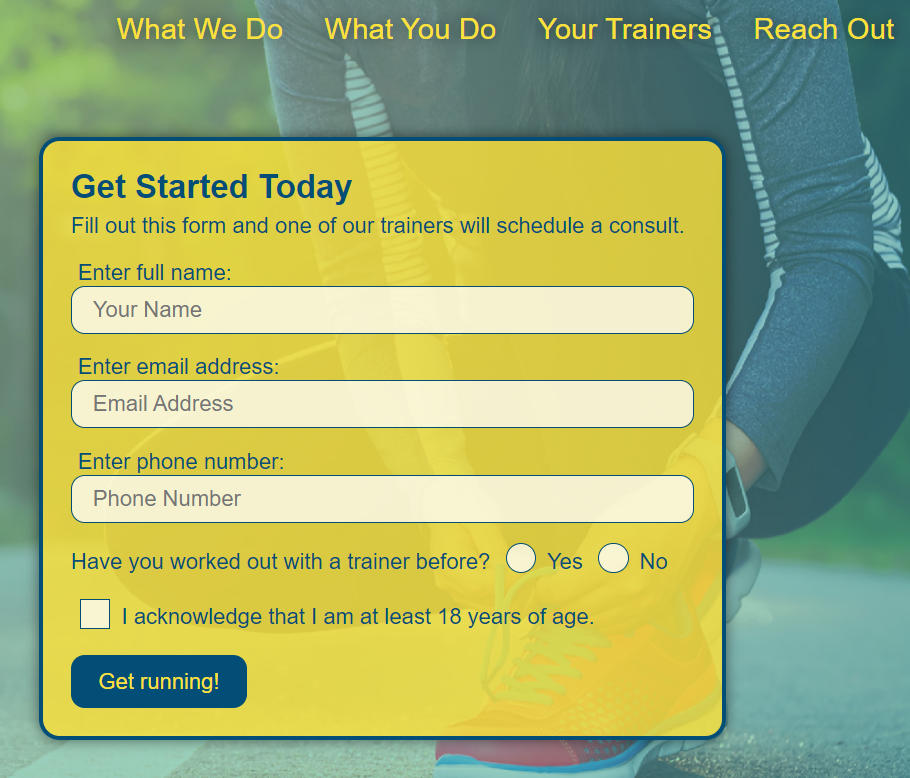 What We Do What You Do Your Trainers Reach Out
Get Started Today
Fill out this form and one of our trainers will schedule a consult.
Enter full name:
Your Name
Enter email address:
Email Address
Enter phone number:
Phone Number
Have you worked out with a trainer before? Yes No
I acknowledge that I am at least 18 years of age.
Get running!